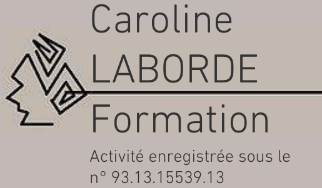 Caroline
LABORDE
Formation
Activité enregistrée sous le
n° 93.13.15539.13